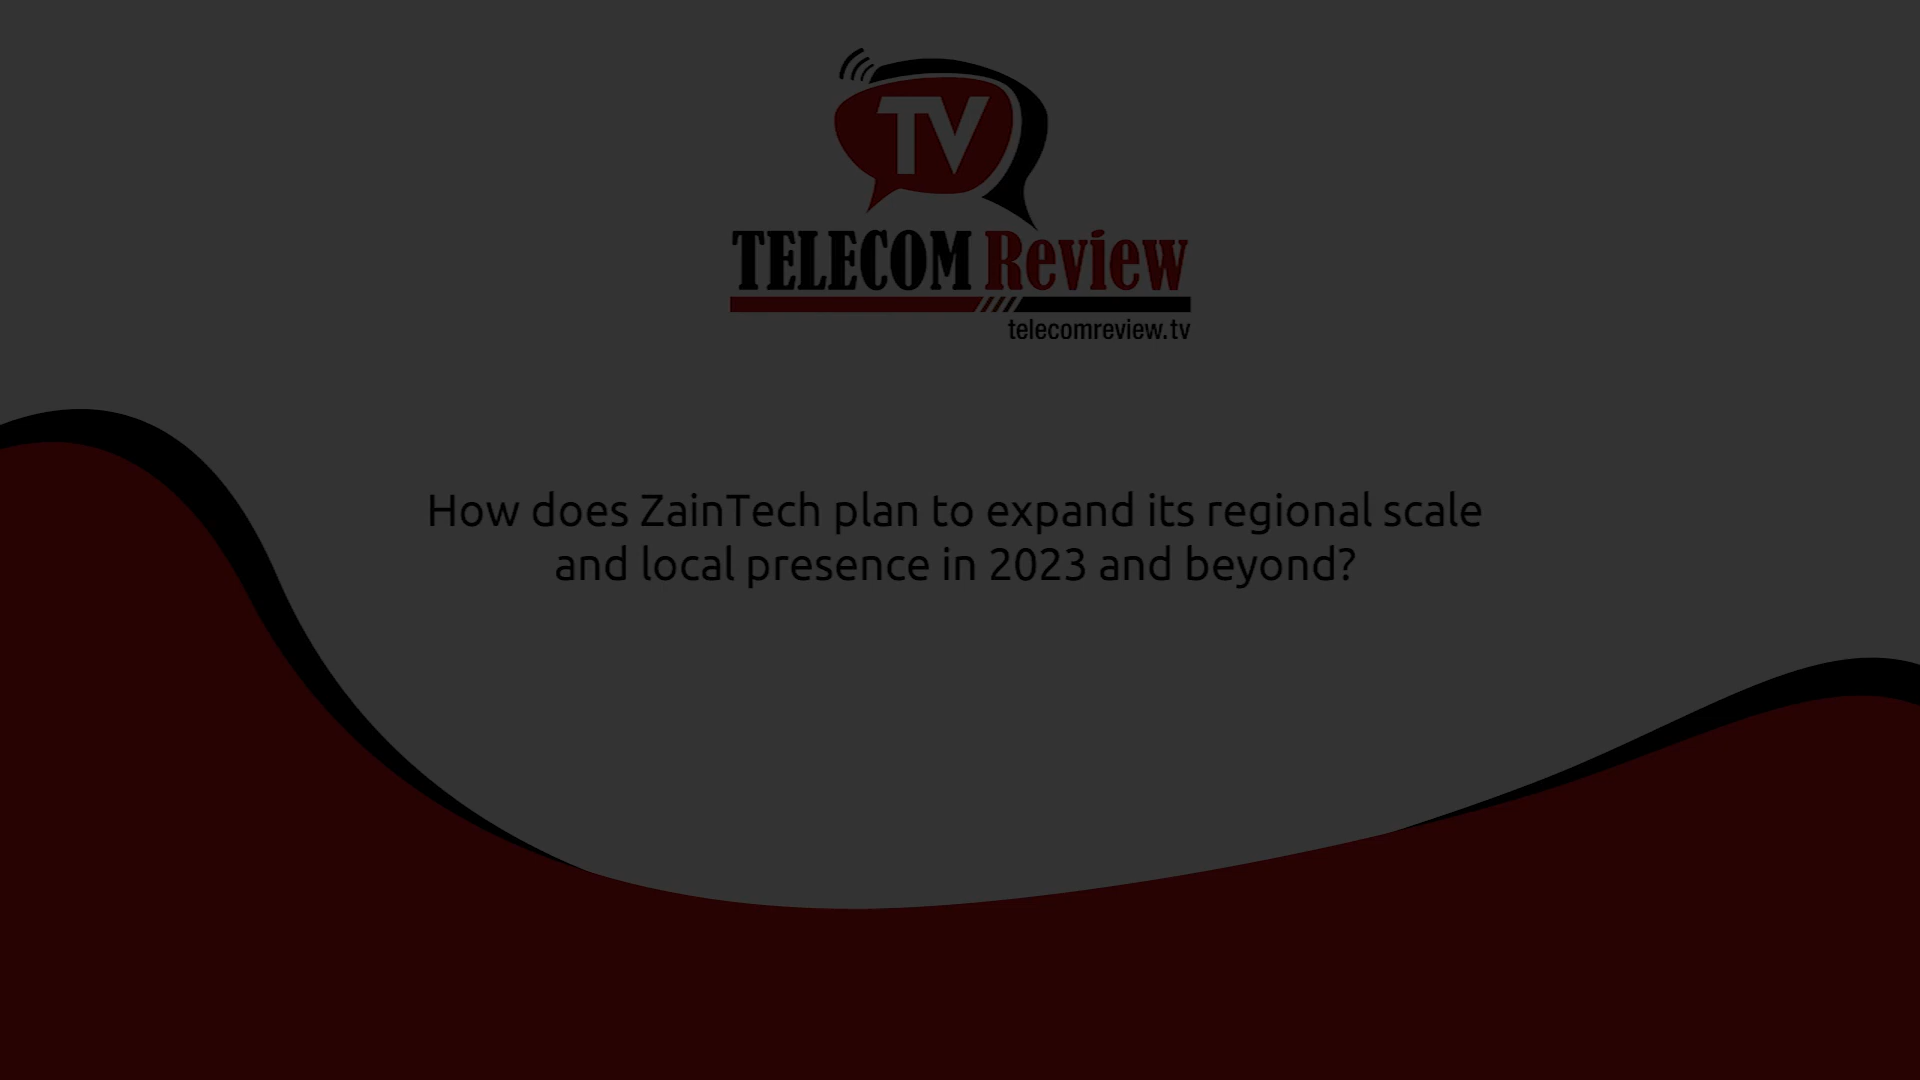 TV
TELECOM Review
telecomreview.tv
How does ZainTech plan to expand its regional scale
and local presence in 2023 and beyond?